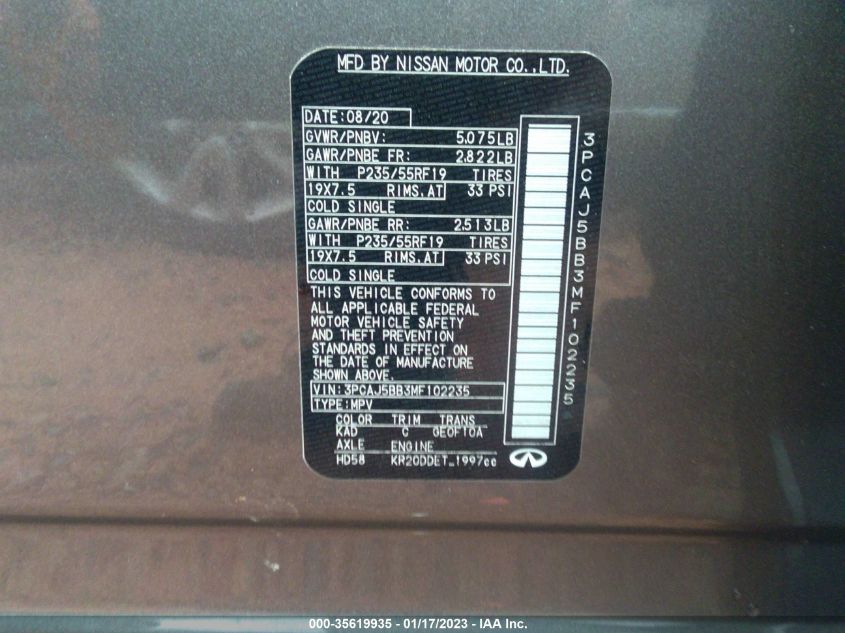 MFD BY NISSAN MOTOR CO.,LTD.
DATE:08/20
GVWR/PNBV: 5.075LB
GAWR/PNBE FR: 2.822LB
WITH P235/55RF19 TIRES
19X7.5 RIMS.AT 33 PSI
COLD SINGLE
GAWR/PNBE RR: 2.513LB
WITH P235/55RF19 TIRES
19X7.5 RIMS.AT 33 PSI
COLD SINGLE
THIS VEHICLE CONFORMS TO
ALL APPLICABLE FEDERAL
MOTOR VEHICLE SAFETY
AND THEFT PREVENTION
STANDARDS IN EFFECT ON
THE DATE OF MANUFACTURE
SHOWN ABOVE.
VIN:3PCAJ5BB3MF102235
TYPE:MPV
COLOR TRIM TRANS
KAD C GE0F10A
AXLE ENGINE
HD58 KR20DDET_1997cc
3PCAJ5BB3MF102235
000-35619935 - 01/17/2023 - IAA Inc.